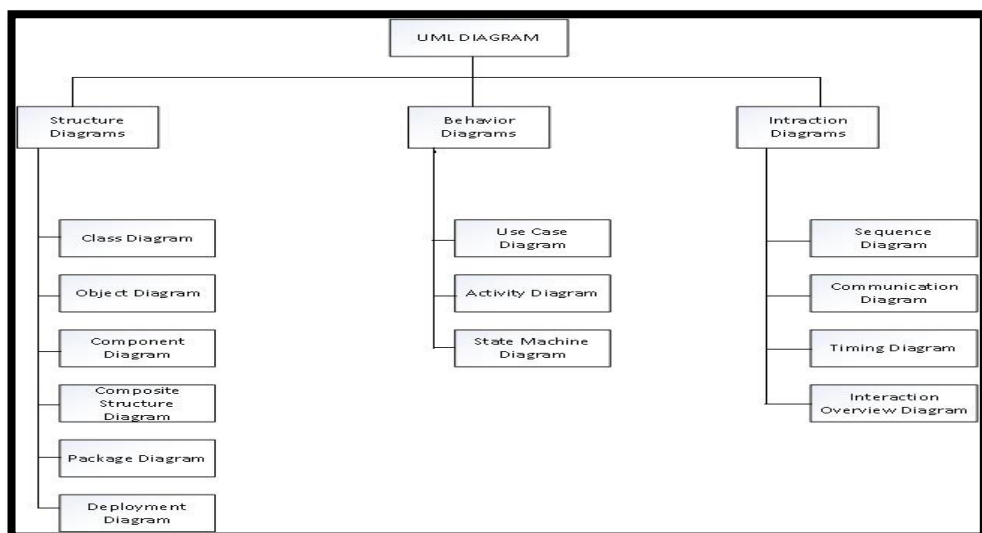 UML DIAGRAM
Structure
Diagrams
Behavior
Diagrams
Intraction
Diagrams
Class Diagram
Object Diagram
Component
Diagram
Composite
Structure
Diagram
Package Diagram
Deployment
Diagram
Use Case
Diagram
Activity Diagram
State Machine
Diagram
Sequence
Diagram
Communication
Diagram
Timing Diagram
Interaction
Overview Diagram